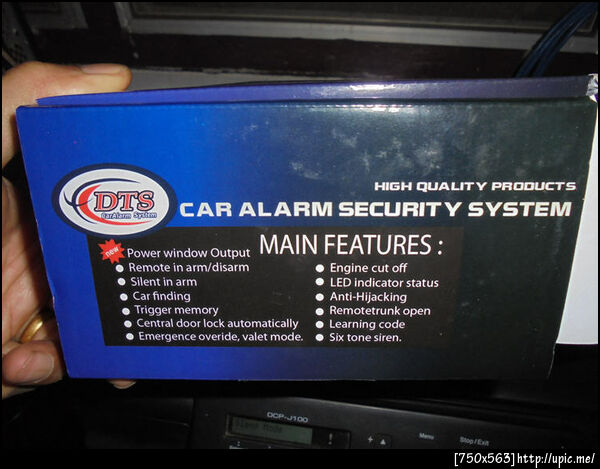 HIGH QUALITY PRODUCTS
DTS
CarAlarm System
CAR ALARM SECURITY SYSTEM
MAIN FEATURES :
new
Power window Output
Remote in arm/disarm
Silent in arm
Car finding
Trigger memory
Central door lock automatically
Emergence overide, valet mode.
Engine cut off
LED indicator status
Anti-Hijacking
Remotetrunk open
Learning code
Six tone siren.
DCP-J100
Menu
Stop/Exit
[750x563]http://upic.me/